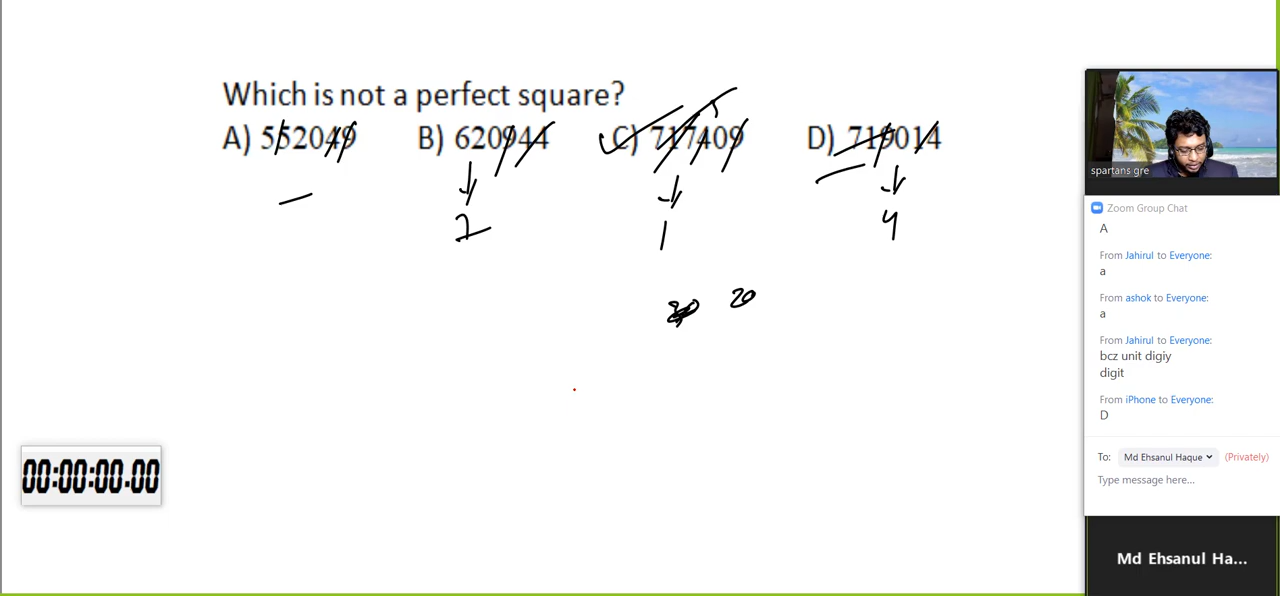 Which is not a perfect square?
A) 552049 B) 620944 C) 717409 D) 719014
2 1 4
20
00:00:00.00
spartans gre
Zoom Group Chat
A
From Jahirul to Everyone:
a
From ashok to Everyone:
a
From Jahirul to Everyone:
bcz unit digiy
digit
From iPhone to Everyone:
D
To: Md Ehsanul Haque (Privately)
Type message here...
Md Ehsanul Ha...